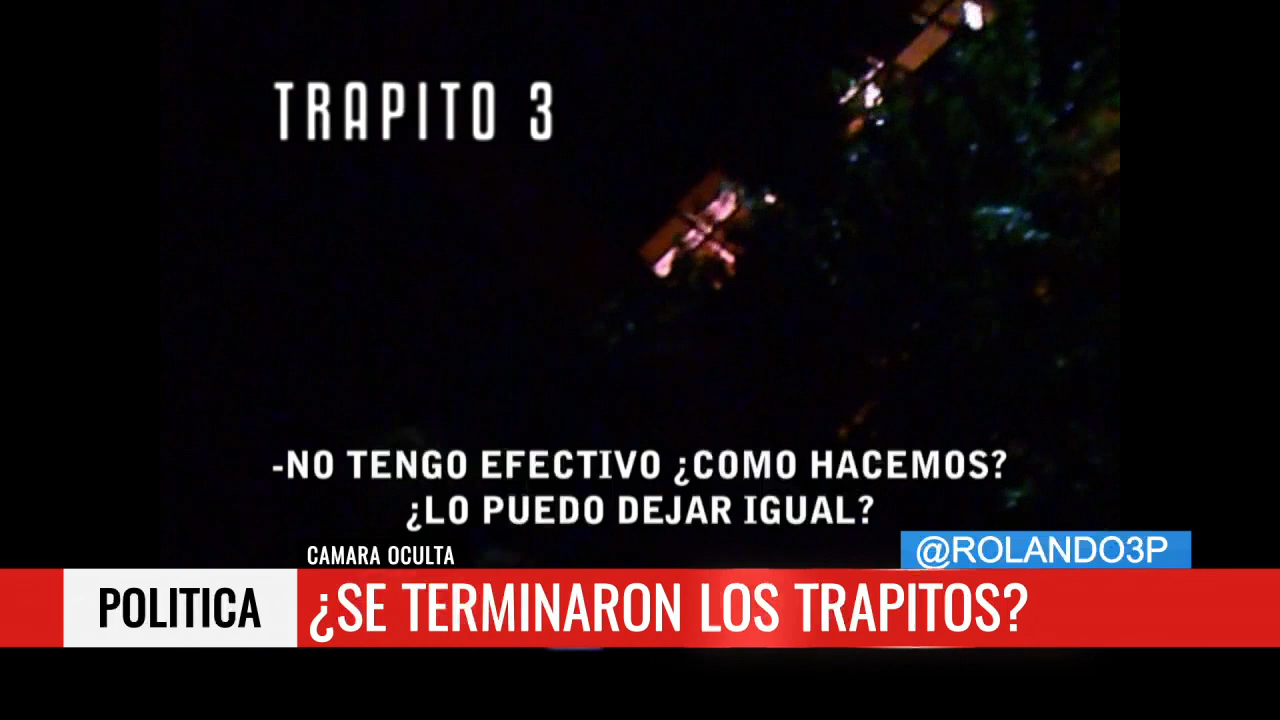 TRAPITO 3
-NO TENGO EFECTIVO ¿COMO HACEMOS?
¿LO PUEDO DEJAR IGUAL?
@ROLANDO3P
CAMARA OCULTA
POLITICA
¿SE TERMINARON LOS TRAPITOS?